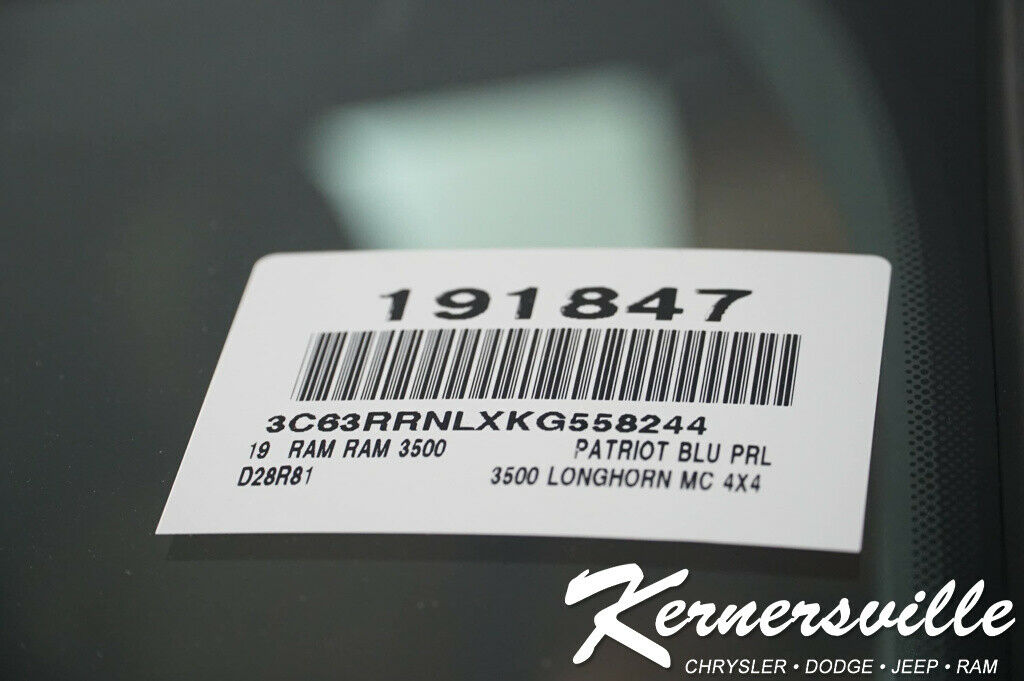 191847
3C63RRNLXKG558244
19 RAM RAM 3500 PATRIOT BLU PRL
D28R81 3500 LONGHORN MC 4X4
Kernersville
CHRYSLER • DODGE • JEEP • RAM